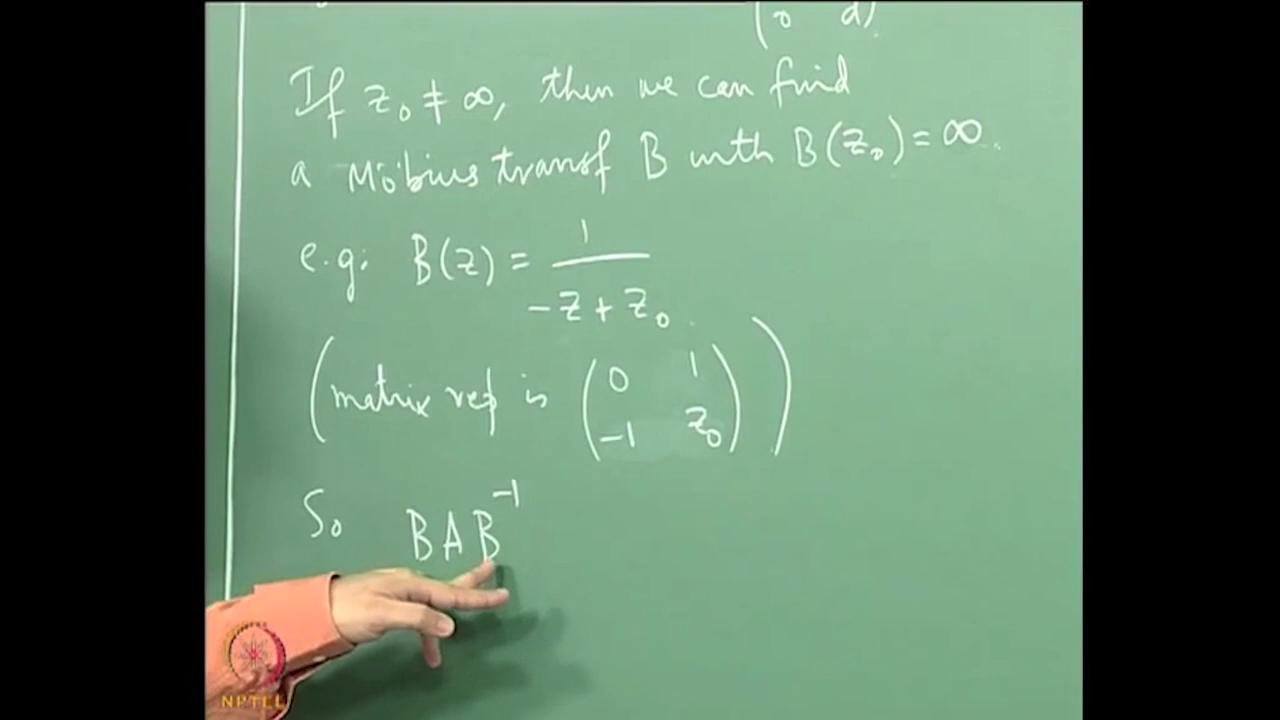 (0 d).
If z₀ ≠ ∞, then we can find
a Möbius transf B with B(z₀) = ∞.
e.g: B(z) = 1
-z + z₀.
(matrix rep is (0 1
-1 z₀))
So BAB⁻¹
NPTEL